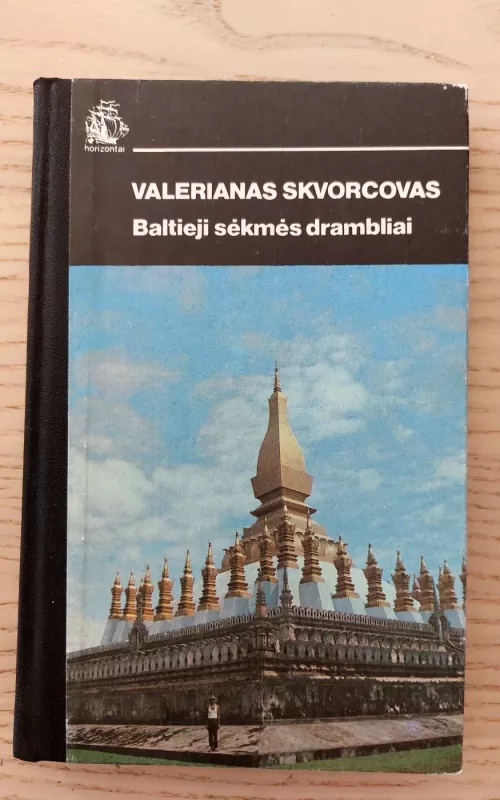 horizontai
VALERIANAS SKVORCOVAS
Baltieji sėkmės drambliai